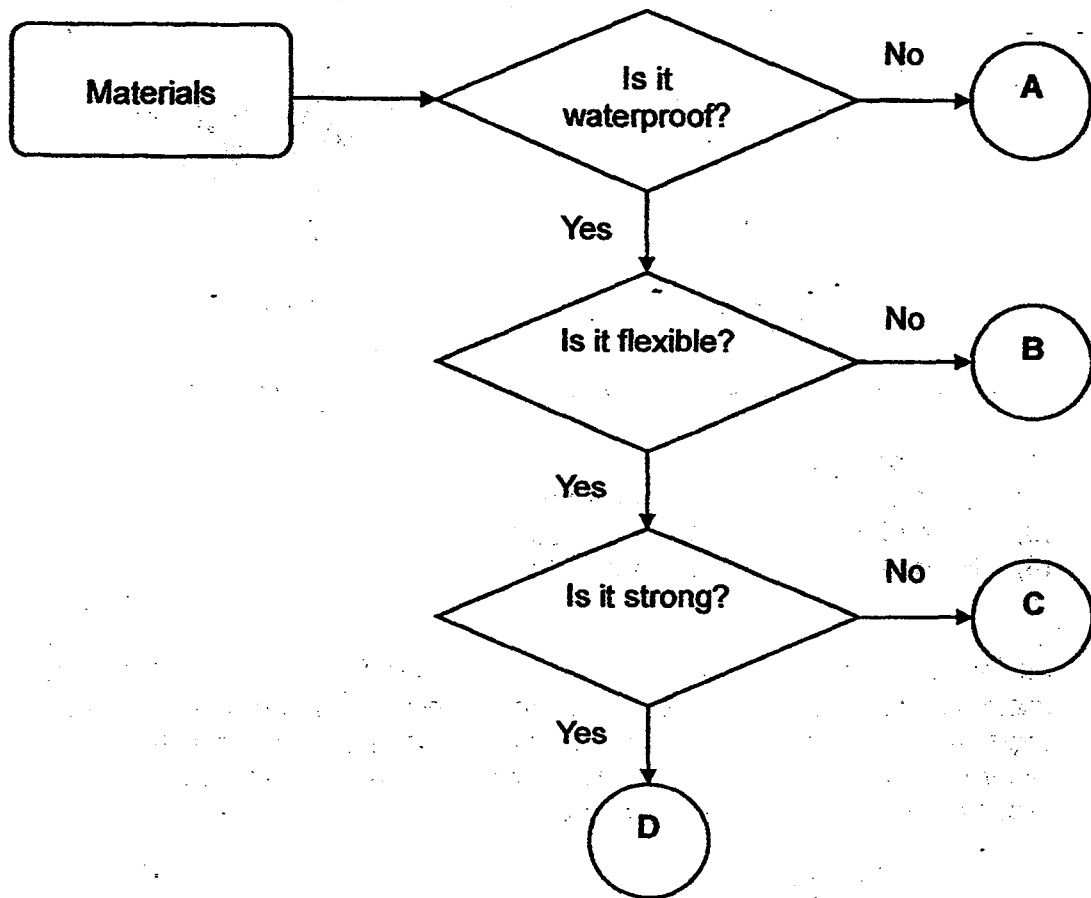 Materials
Is it
waterproof?
No
A
Yes
Is it flexible?
No
B
Yes
Is it strong?
No
C
Yes
D